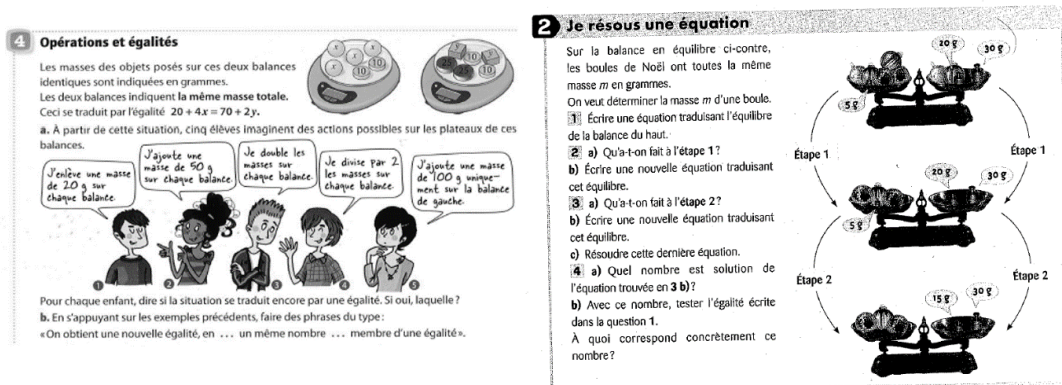 4 Opérations et égalités
Les masses des objets posés sur ces deux balances
identiques sont indiquées en grammes.
Les deux balances indiquent la même masse totale.
Ceci se traduit par l'égalité 20 + 4x = 70 + 2y.
a. À partir de cette situation, cinq élèves imaginent des actions possibles sur les plateaux de ces
balances.
x
x
x
x
10
10
y
y
10
25
25
10
J'enlève une masse
de 20 g sur
chaque balance.
J'ajoute une
masse de 50 g
sur chaque balance.
Je double les
masses sur
chaque balance.
Je divise par 2
les masses sur
chaque balance.
J'ajoute une masse
de 100 g unique-
ment sur la balance
de gauche.
1
2
3
4
5
Pour chaque enfant, dire si la situation se traduit encore par une égalité. Si oui, laquelle ?
b. En s'appuyant sur les exemples précédents, faire des phrases du type :
«On obtient une nouvelle égalité, en ... un même nombre ... membre d'une égalité».
2 Je résous une équation
Sur la balance en équilibre ci-contre,
les boules de Noël ont toutes la même
masse m en grammes.
On veut déterminer la masse m d'une boule.
1 Écrire une équation traduisant l'équilibre
de la balance du haut.
2 a) Qu'a-t-on fait à l'étape 1 ?
b) Écrire une nouvelle équation traduisant
cet équilibre.
3 a) Qu'a-t-on fait à l'étape 2 ?
b) Écrire une nouvelle équation traduisant
cet équilibre.
c) Résoudre cette dernière équation.
4 a) Quel nombre est solution de
l'équation trouvée en 3 b) ?
b) Avec ce nombre, tester l'égalité écrite
dans la question 1.
À quoi correspond concrètement ce
nombre ?
20 g
30 g
5 g
Étape 1
Étape 1
20 g
30 g
5 g
Étape 2
Étape 2
15 g
30 g